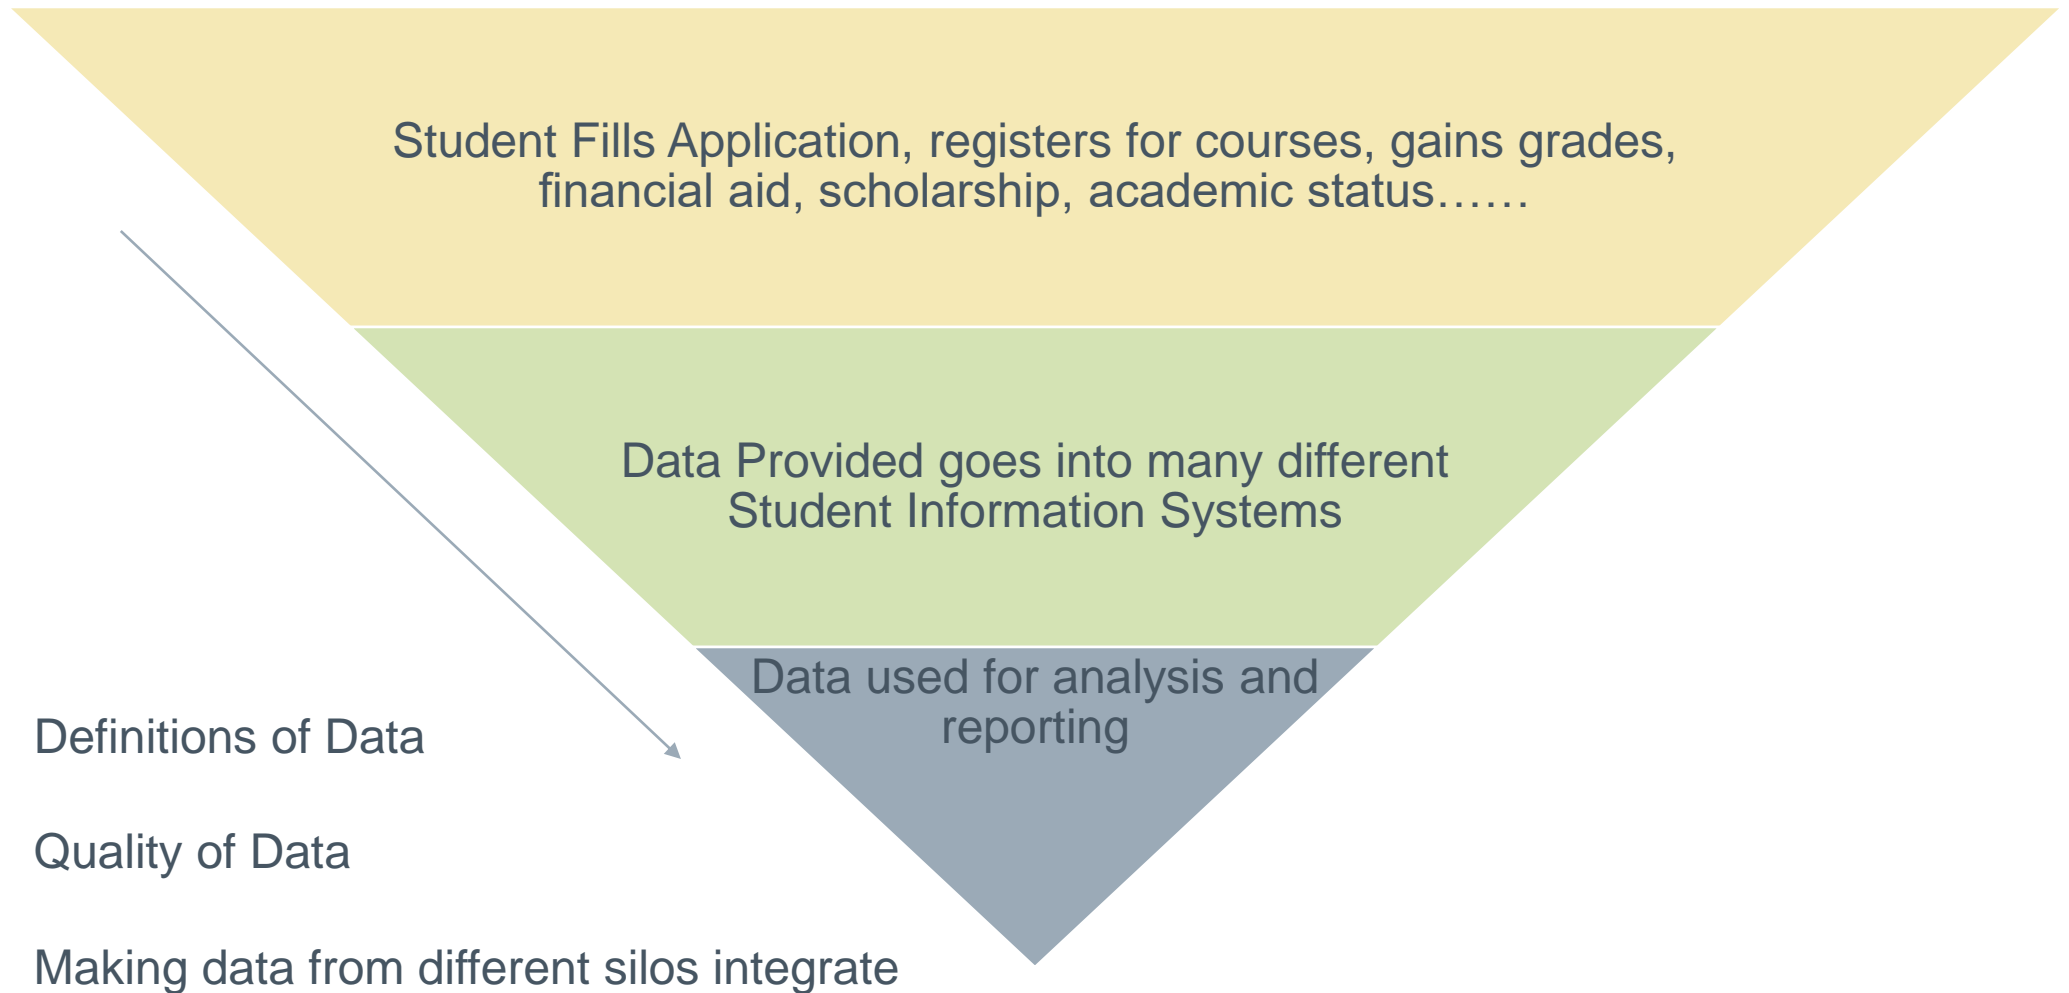 Student Fills Application, registers for courses, gains grades,
financial aid, scholarship, academic status……
Data Provided goes into many different
Student Information Systems
Data used for analysis and
reporting
Definitions of Data
Quality of Data
Making data from different silos integrate